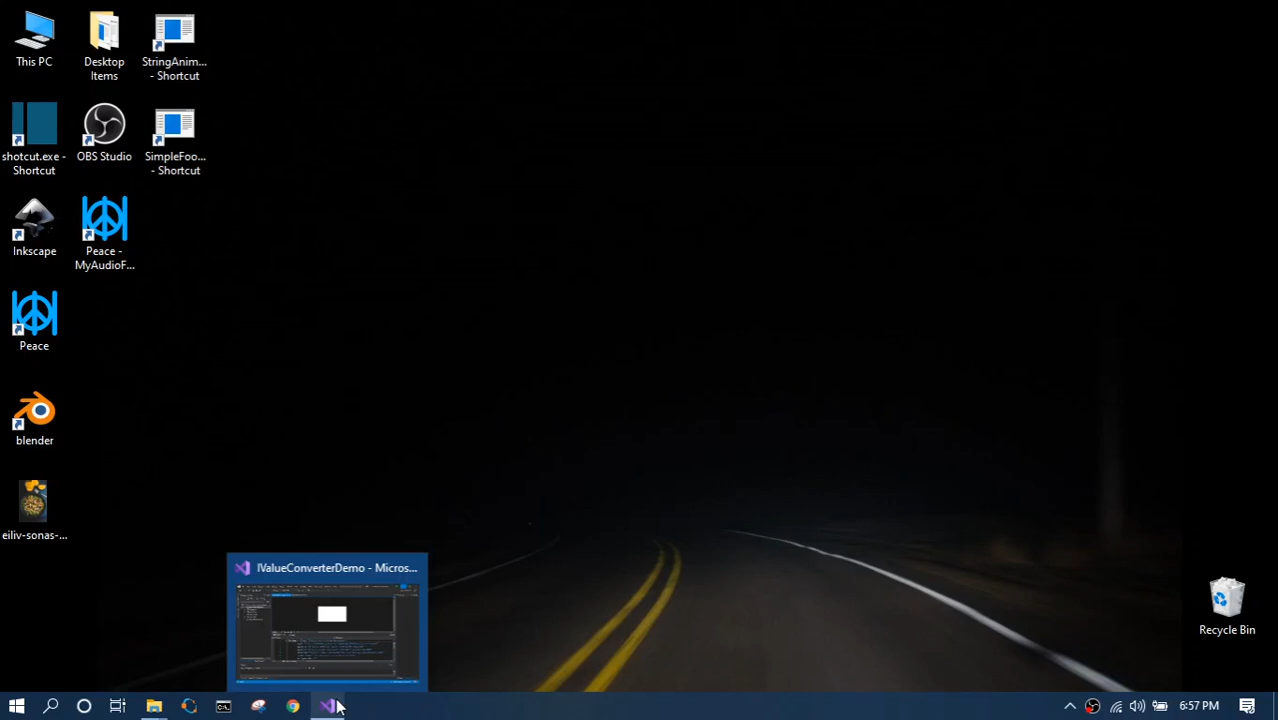 This PC
Desktop
Items
StringAnim...
- Shortcut
shotcut.exe -
Shortcut
OBS Studio
SimpleFoo...
- Shortcut
Inkscape
Peace -
MyAudioF...
Peace
blender
eiliv-sonas-...
Recycle Bin
IValueConverterDemo - Micros...
6:57 PM